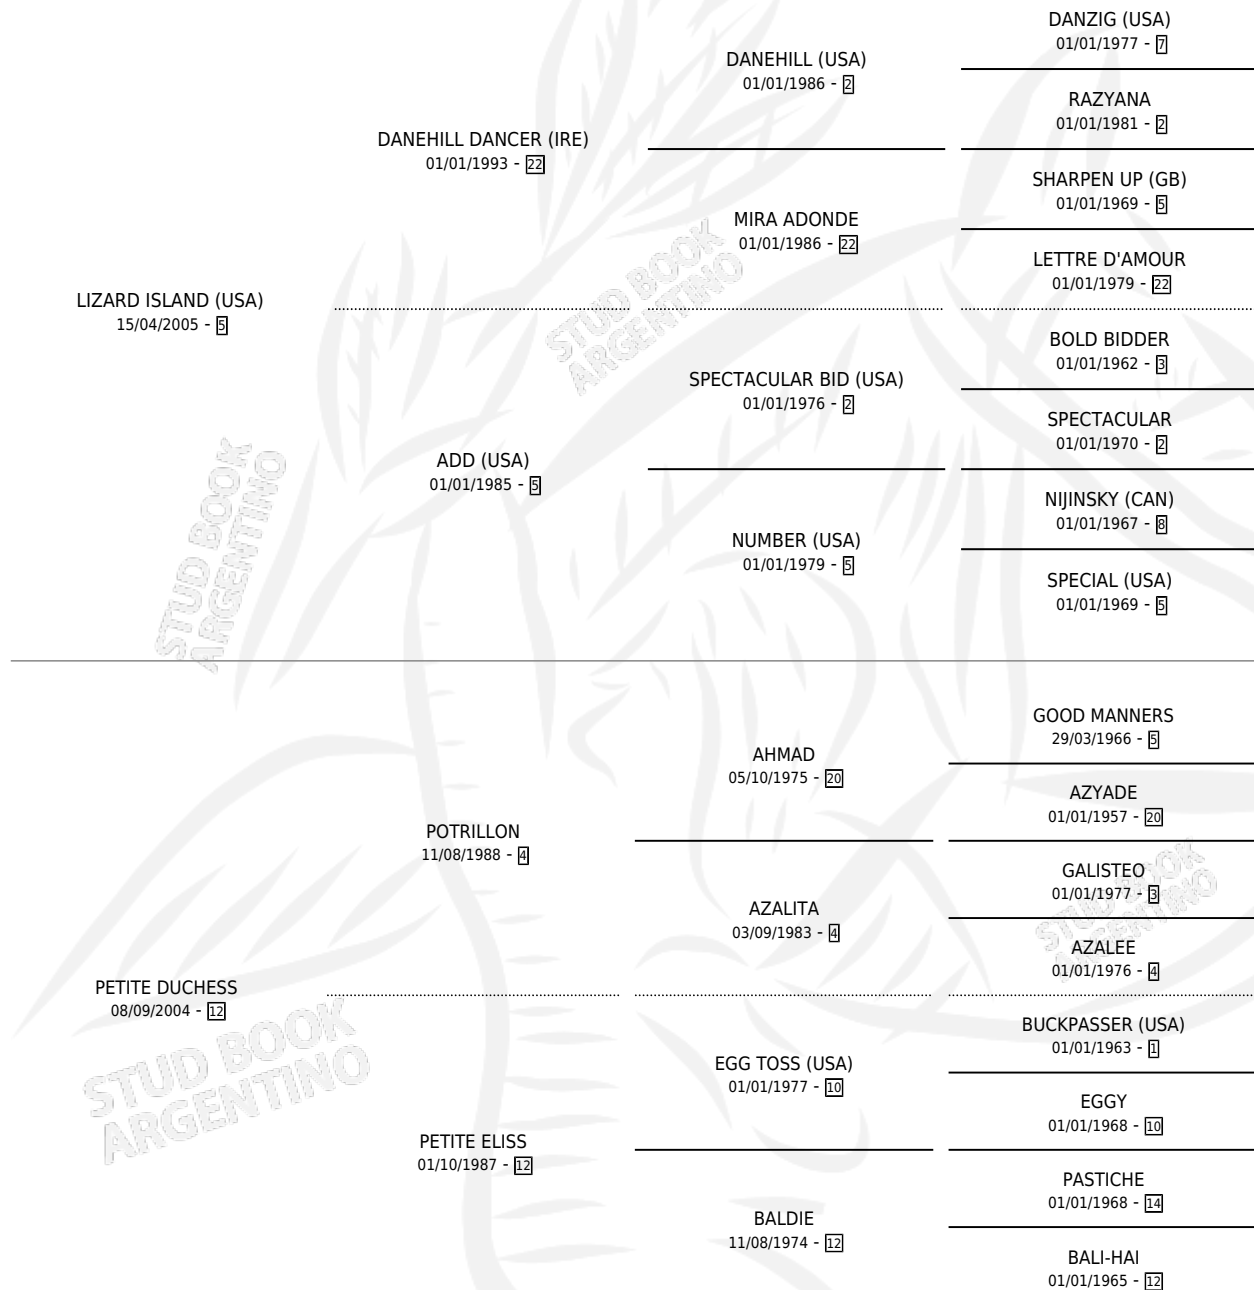 DANZIG (USA)
01/01/1977 - 7
DANEHILL (USA)
01/01/1986 - 2
RAZYANA
01/01/1981 - 2
DANEHILL DANCER (IRE)
01/01/1993 - 22
SHARPEN UP (GB)
01/01/1969 - 5
MIRA ADONDE
01/01/1986 - 22
LETTRE D'AMOUR
01/01/1979 - 22
LIZARD ISLAND (USA)
15/04/2005 - 5
BOLD BIDDER
01/01/1962 - 3
SPECTACULAR BID (USA)
01/01/1976 - 2
SPECTACULAR
01/01/1970 - 2
ADD (USA)
01/01/1985 - 5
NIJINSKY (CAN)
01/01/1967 - 8
NUMBER (USA)
01/01/1979 - 5
SPECIAL (USA)
01/01/1969 - 5
GOOD MANNERS
29/03/1966 - 5
AHMAD
05/10/1975 - 20
AZYADE
01/01/1957 - 20
POTRILLON
11/08/1988 - 4
GALISTEO
01/01/1977 - 3
AZALITA
03/09/1983 - 4
AZALEE
01/01/1976 - 4
PETITE DUCHESS
08/09/2004 - 12
BUCKPASSER (USA)
01/01/1963 - 1
EGG TOSS (USA)
01/01/1977 - 10
EGGY
01/01/1968 - 10
PETITE ELISS
01/10/1987 - 12
PASTICHE
01/01/1968 - 14
BALDIE
11/08/1974 - 12
BALI-HAI
01/01/1965 - 12
STUD BOOK
ARGENTINO
STUD BOOK
ARGENTINO
STUD BOOK
ARGENTINO
STUD BOOK
ARGENTINO